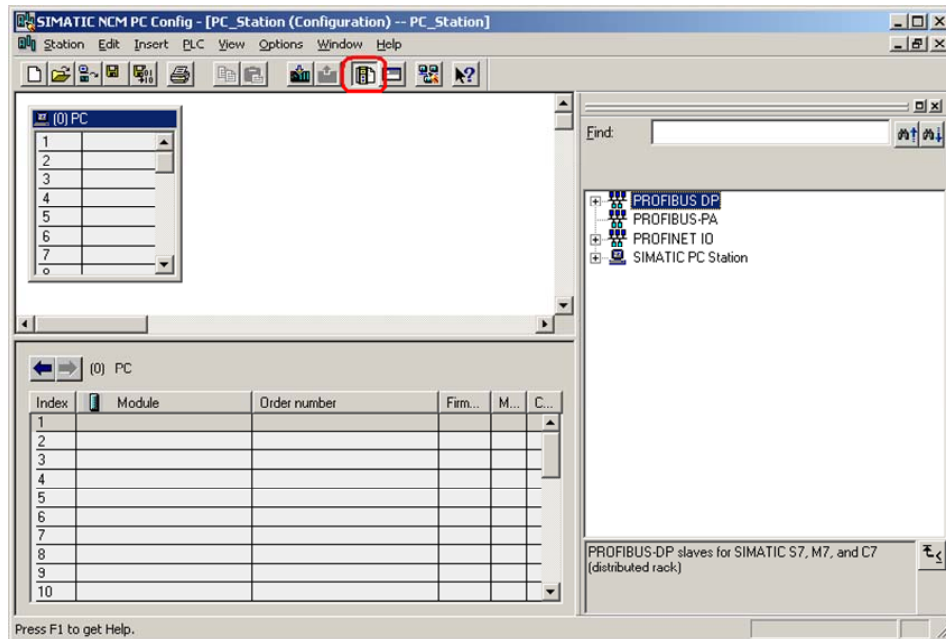 SIMATIC NCM PC Config - [PC_Station (Configuration) -- PC_Station]
Station Edit Insert PLC View Options Window Help
(0) PC
1
2
3
4
5
6
7
Find:
PROFIBUS DP
PROFIBUS-PA
PROFINET IO
SIMATIC PC Station
(0) PC
Index Module Order number Firm... M... C...
1
2
3
4
5
6
7
8
9
10
PROFIBUS-DP slaves for SIMATIC S7, M7, and C7
(distributed rack)
Press F1 to get Help.